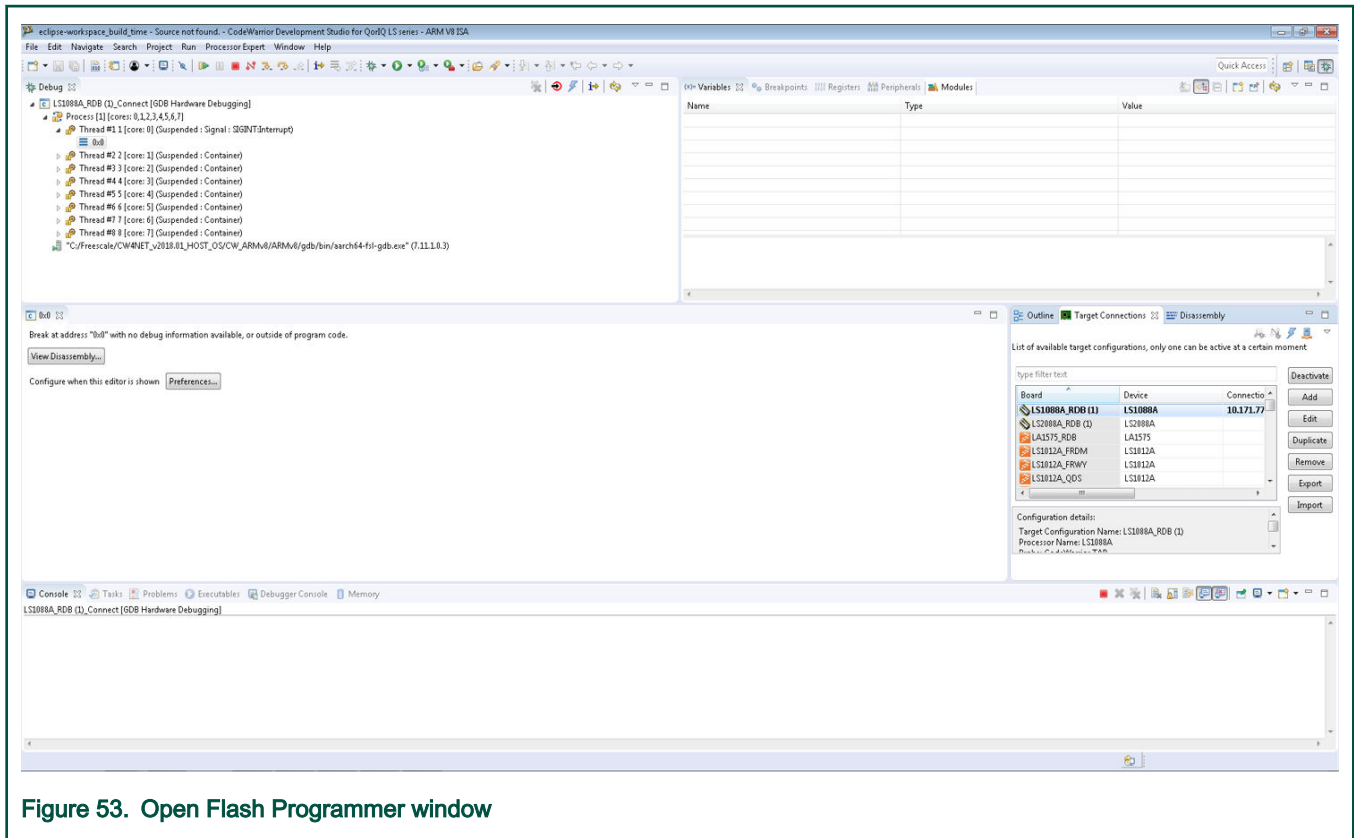 eclipse-workspace_build_time - Source not found. - CodeWarrior Development Studio for QorIQ LS series - ARM V8 ISA
File Edit Navigate Search Project Run Processor Expert Window Help
Quick Access
Debug
LS1088A_RDB (1)_Connect [GDB Hardware Debugging]
Process [1] [cores: 0,1,2,3,4,5,6,7]
Thread #1 1 [core: 0] (Suspended : Signal : SIGINT:Interrupt)
0x0
Thread #2 2 [core: 1] (Suspended : Container)
Thread #3 3 [core: 2] (Suspended : Container)
Thread #4 4 [core: 3] (Suspended : Container)
Thread #5 5 [core: 4] (Suspended : Container)
Thread #6 6 [core: 5] (Suspended : Container)
Thread #7 7 [core: 6] (Suspended : Container)
Thread #8 8 [core: 7] (Suspended : Container)
"C:/Freescale/CW4NET_v2018.01_HOST_OS/CW_ARMv8/ARMv8/gdb/bin/aarch64-fsl-gdb.exe" (7.11.1.0.3)
(x)= Variables Breakpoints Registers Peripherals Modules
Name Type Value
0x0
Break at address "0x0" with no debug information available, or outside of program code.
View Disassembly...
Configure when this editor is shown Preferences...
Outline Target Connections Disassembly
List of available target configurations, only one can be active at a certain moment
type filter text
Deactivate
Add
Edit
Duplicate
Remove
Export
Import
Board Device Connectio
LS1088A_RDB (1) LS1088A 10.171.77
LS2088A_RDB (1) LS2088A
LA1575_RDB LA1575
LS1012A_FRDM LS1012A
LS1012A_FRWY LS1012A
LS1012A_QDS LS1012A
Configuration details:
Target Configuration Name: LS1088A_RDB (1)
Processor Name: LS1088A
Probe: CodeWarrior TAP
Console Tasks Problems Executables Debugger Console Memory
LS1088A_RDB (1)_Connect [GDB Hardware Debugging]
Figure 53. Open Flash Programmer window